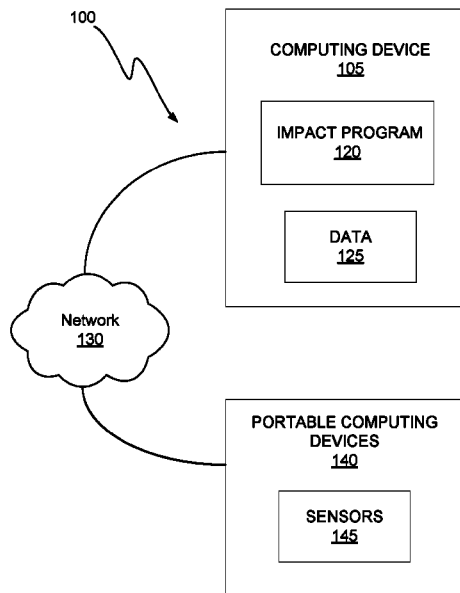 100
COMPUTING DEVICE
105
IMPACT PROGRAM
120
DATA
125
Network
130
PORTABLE COMPUTING
DEVICES
140
SENSORS
145